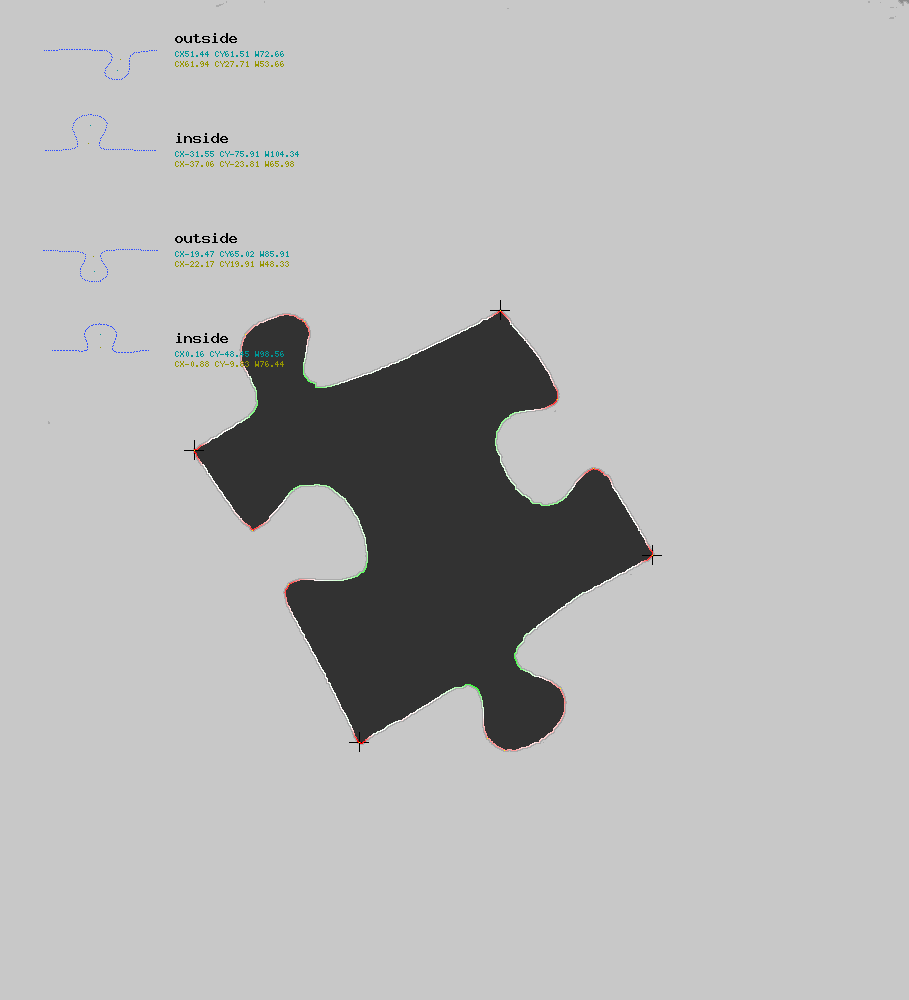 outside
CX51.44 CY61.51 W72.66
CX61.94 CY27.71 W53.66
inside
CX-31.55 CY-75.91 W104.34
CX-37.06 CY-23.81 W65.98
outside
CX-19.47 CY65.02 W85.91
CX-22.17 CY19.91 W48.33
inside
CX0.16 CY-48.85 W98.56
CX-0.88 CY-9.63 W76.44